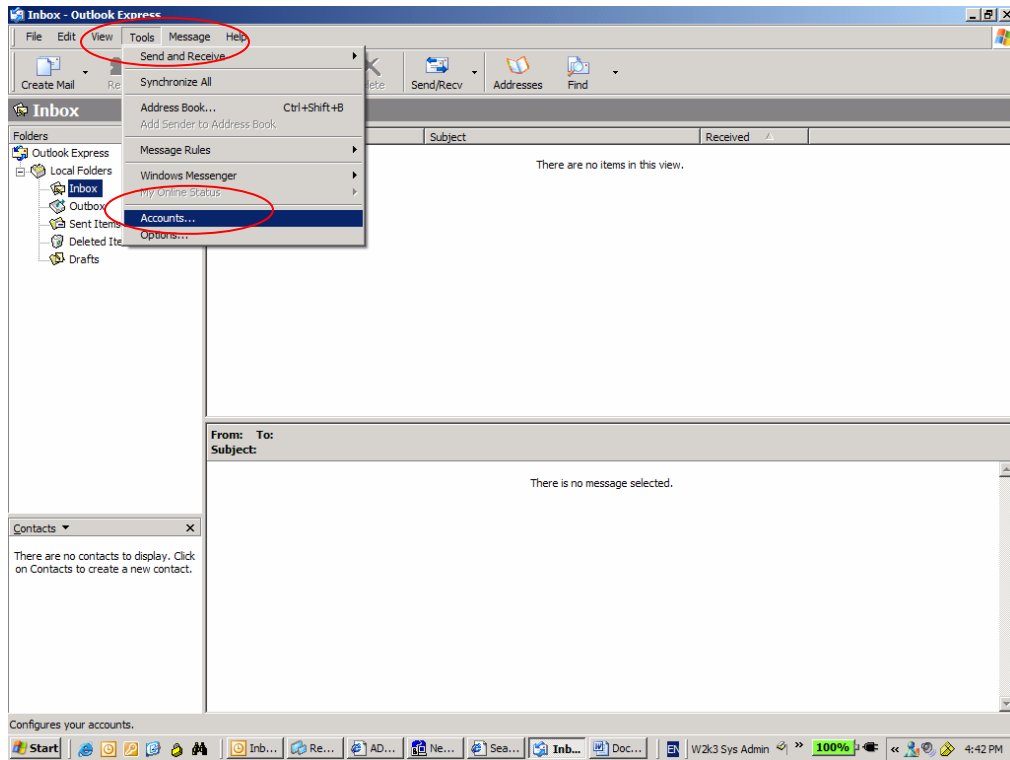 Inbox - Outlook Express
File Edit View Tools Message Help
Create Mail Re lete Send/Recv Addresses Find
Send and Receive
Synchronize All
Address Book... Ctrl+Shift+B
Add Sender to Address Book
Message Rules
Windows Messenger
My Online Status
Accounts...
Options...
Inbox
Folders
Outlook Express
Local Folders
Inbox
Outbox
Sent Items
Deleted Ite
Drafts
Subject Received
There are no items in this view.
From: To:
Subject:
There is no message selected.
Contacts
There are no contacts to display. Click
on Contacts to create a new contact.
Configures your accounts.
Start Inb... Re... AD... Ne... Sea... Inb... Doc... EN W2k3 Sys Admin » 100% « 4:42 PM